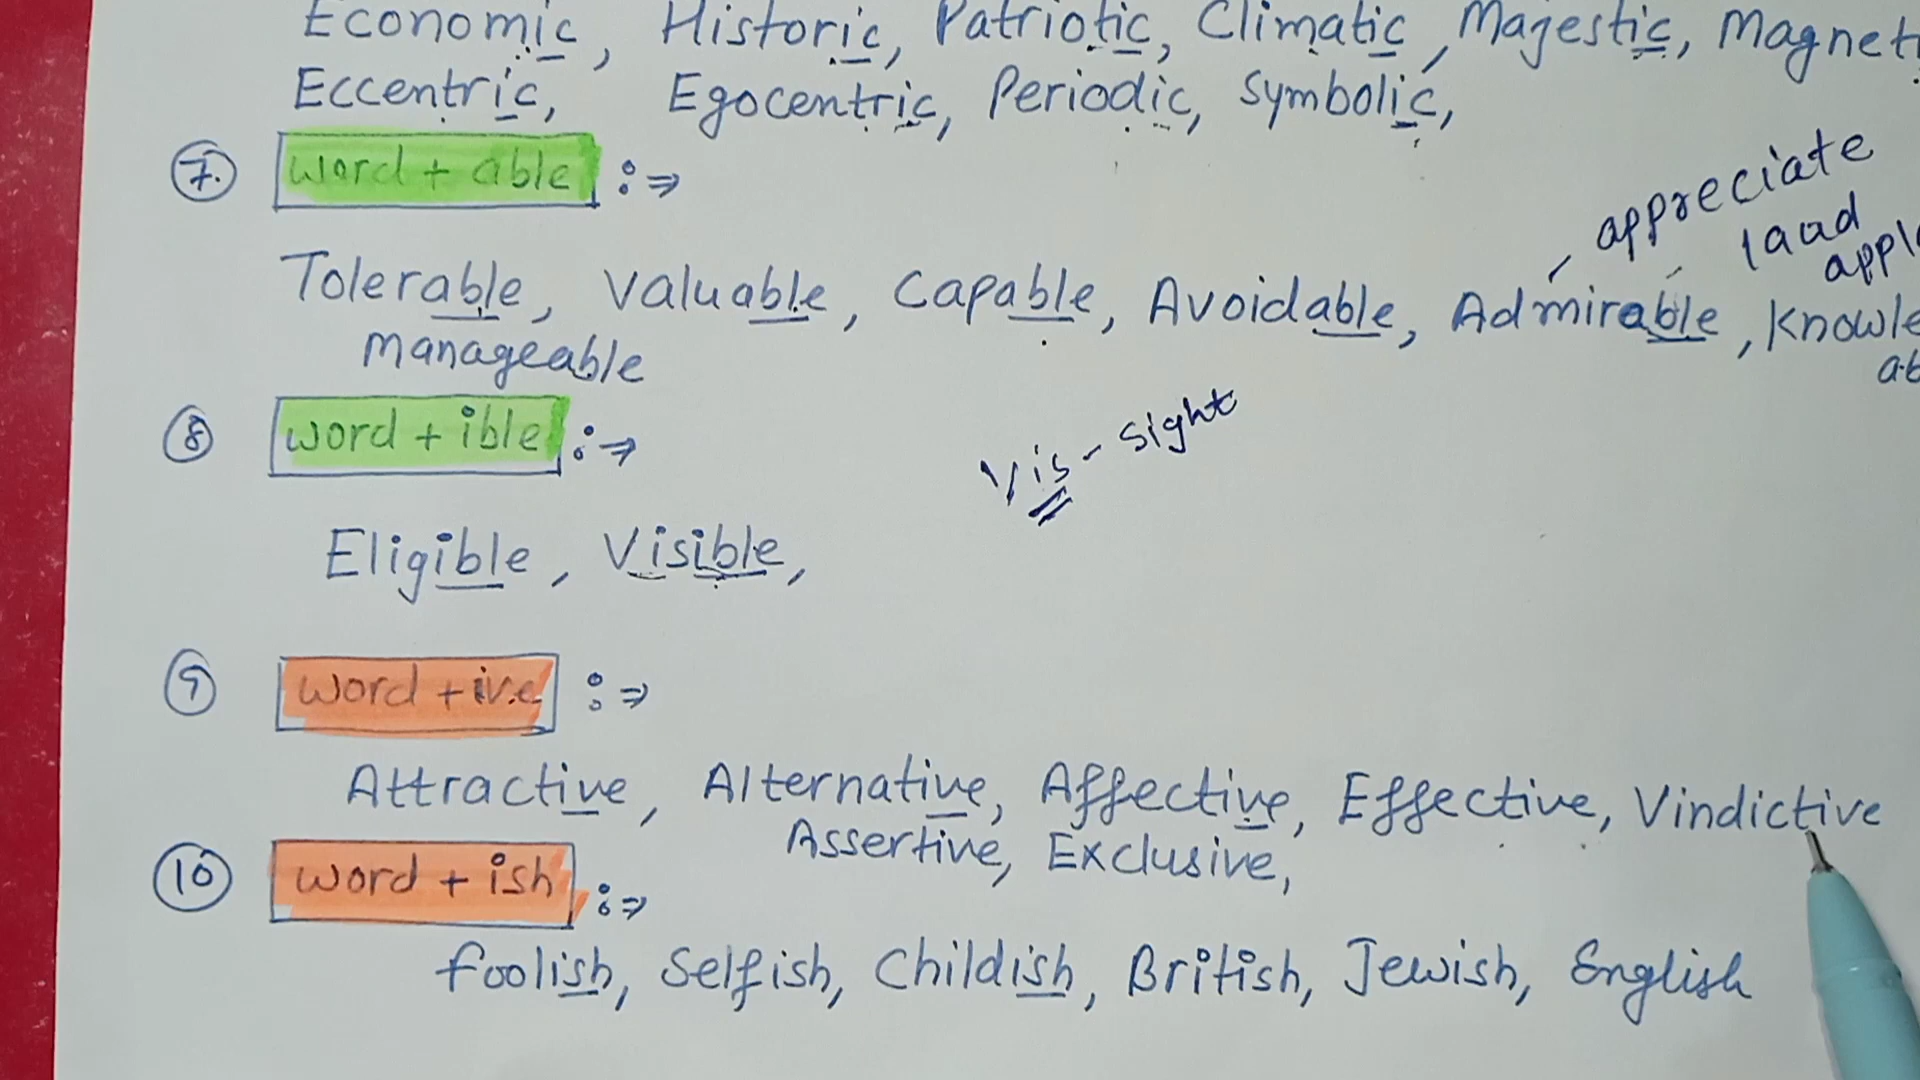 Economic, Historic, Patriotic, Climatic, Majestic, Magnet
Eccentric, Egocentric, Periodic, Symbolic,
7. word + able :⇒
appreciate
laud
appl
Tolerable, Valuable, Capable, Avoidable, Admirable, Knowle
manageable
ab
8 word + ible :⇒
Vis - sight
Eligible, Visible,
9 word + ive :⇒
Attractive, Alternative, Affective, Effective, Vindictive
Assertive, Exclusive,
10 word + ish :⇒
foolish, Selfish, Childish, British, Jewish, English